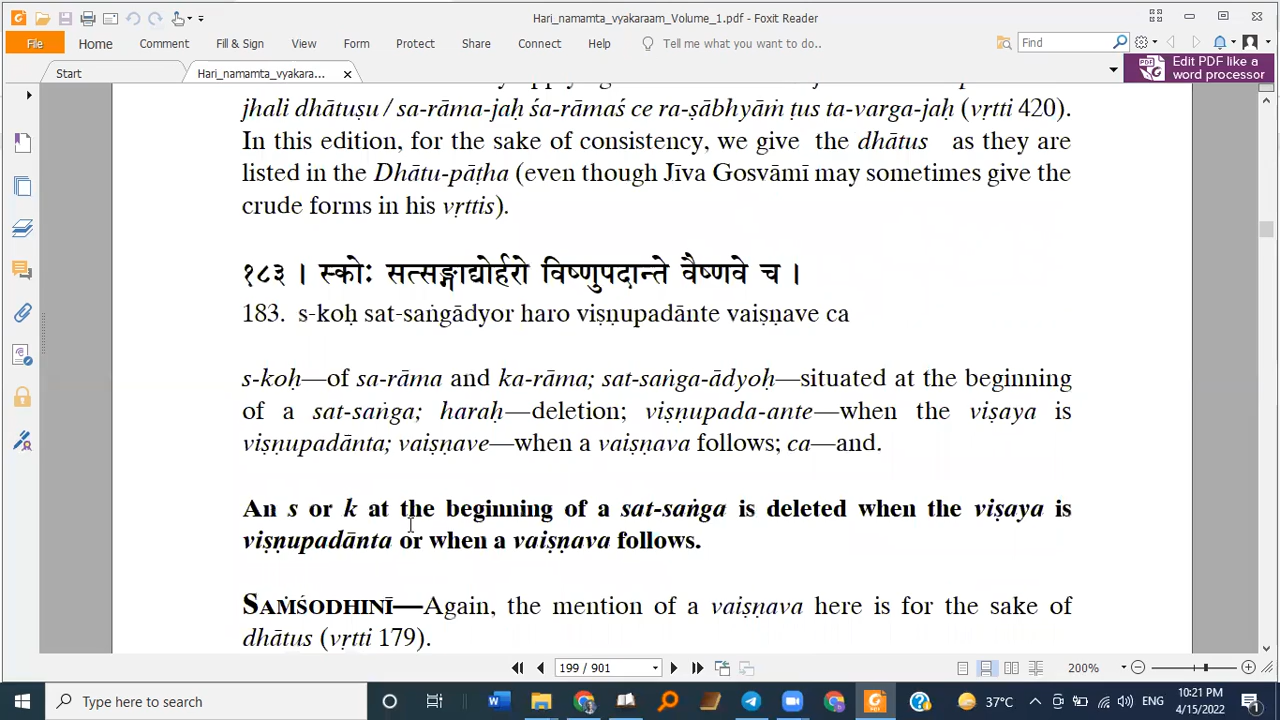 Hari_namamta_vyakaraam_Volume_1.pdf - Foxit Reader
File Home Comment Fill & Sign View Form Protect Share Connect Help Tell me what you want to do.. Find
Start Hari_namamta_vyakara... Edit PDF like a
word processor
jhali dhātuṣu / sa-rāma-jaḥ śa-rāmaś ce ra-ṣābhyāṁ ṭus ta-varga-jaḥ (vṛtti 420).
In this edition, for the sake of consistency, we give the dhātus as they are
listed in the Dhātu-pāṭha (even though Jīva Gosvāmī may sometimes give the
crude forms in his vṛttis).
१८३ । स्कोः सत्सङ्गाद्योर्हरो विष्णुपदान्ते वैष्णवे च ।
183. s-koḥ sat-saṅgādyor haro viṣṇupadānte vaiṣṇave ca
s-koḥ—of sa-rāma and ka-rāma; sat-saṅga-ādyoḥ—situated at the beginning
of a sat-saṅga; haraḥ—deletion; viṣṇupada-ante—when the viṣaya is
viṣṇupadānta; vaiṣṇave—when a vaiṣṇava follows; ca—and.
An s or k at the beginning of a sat-saṅga is deleted when the viṣaya is
viṣṇupadānta or when a vaiṣṇava follows.
SAṀŚODHINĪ—Again, the mention of a vaiṣṇava here is for the sake of
dhātus (vṛtti 179).
199 / 901 200%
Type here to search 37°C ENG 10:21 PM
4/15/2022